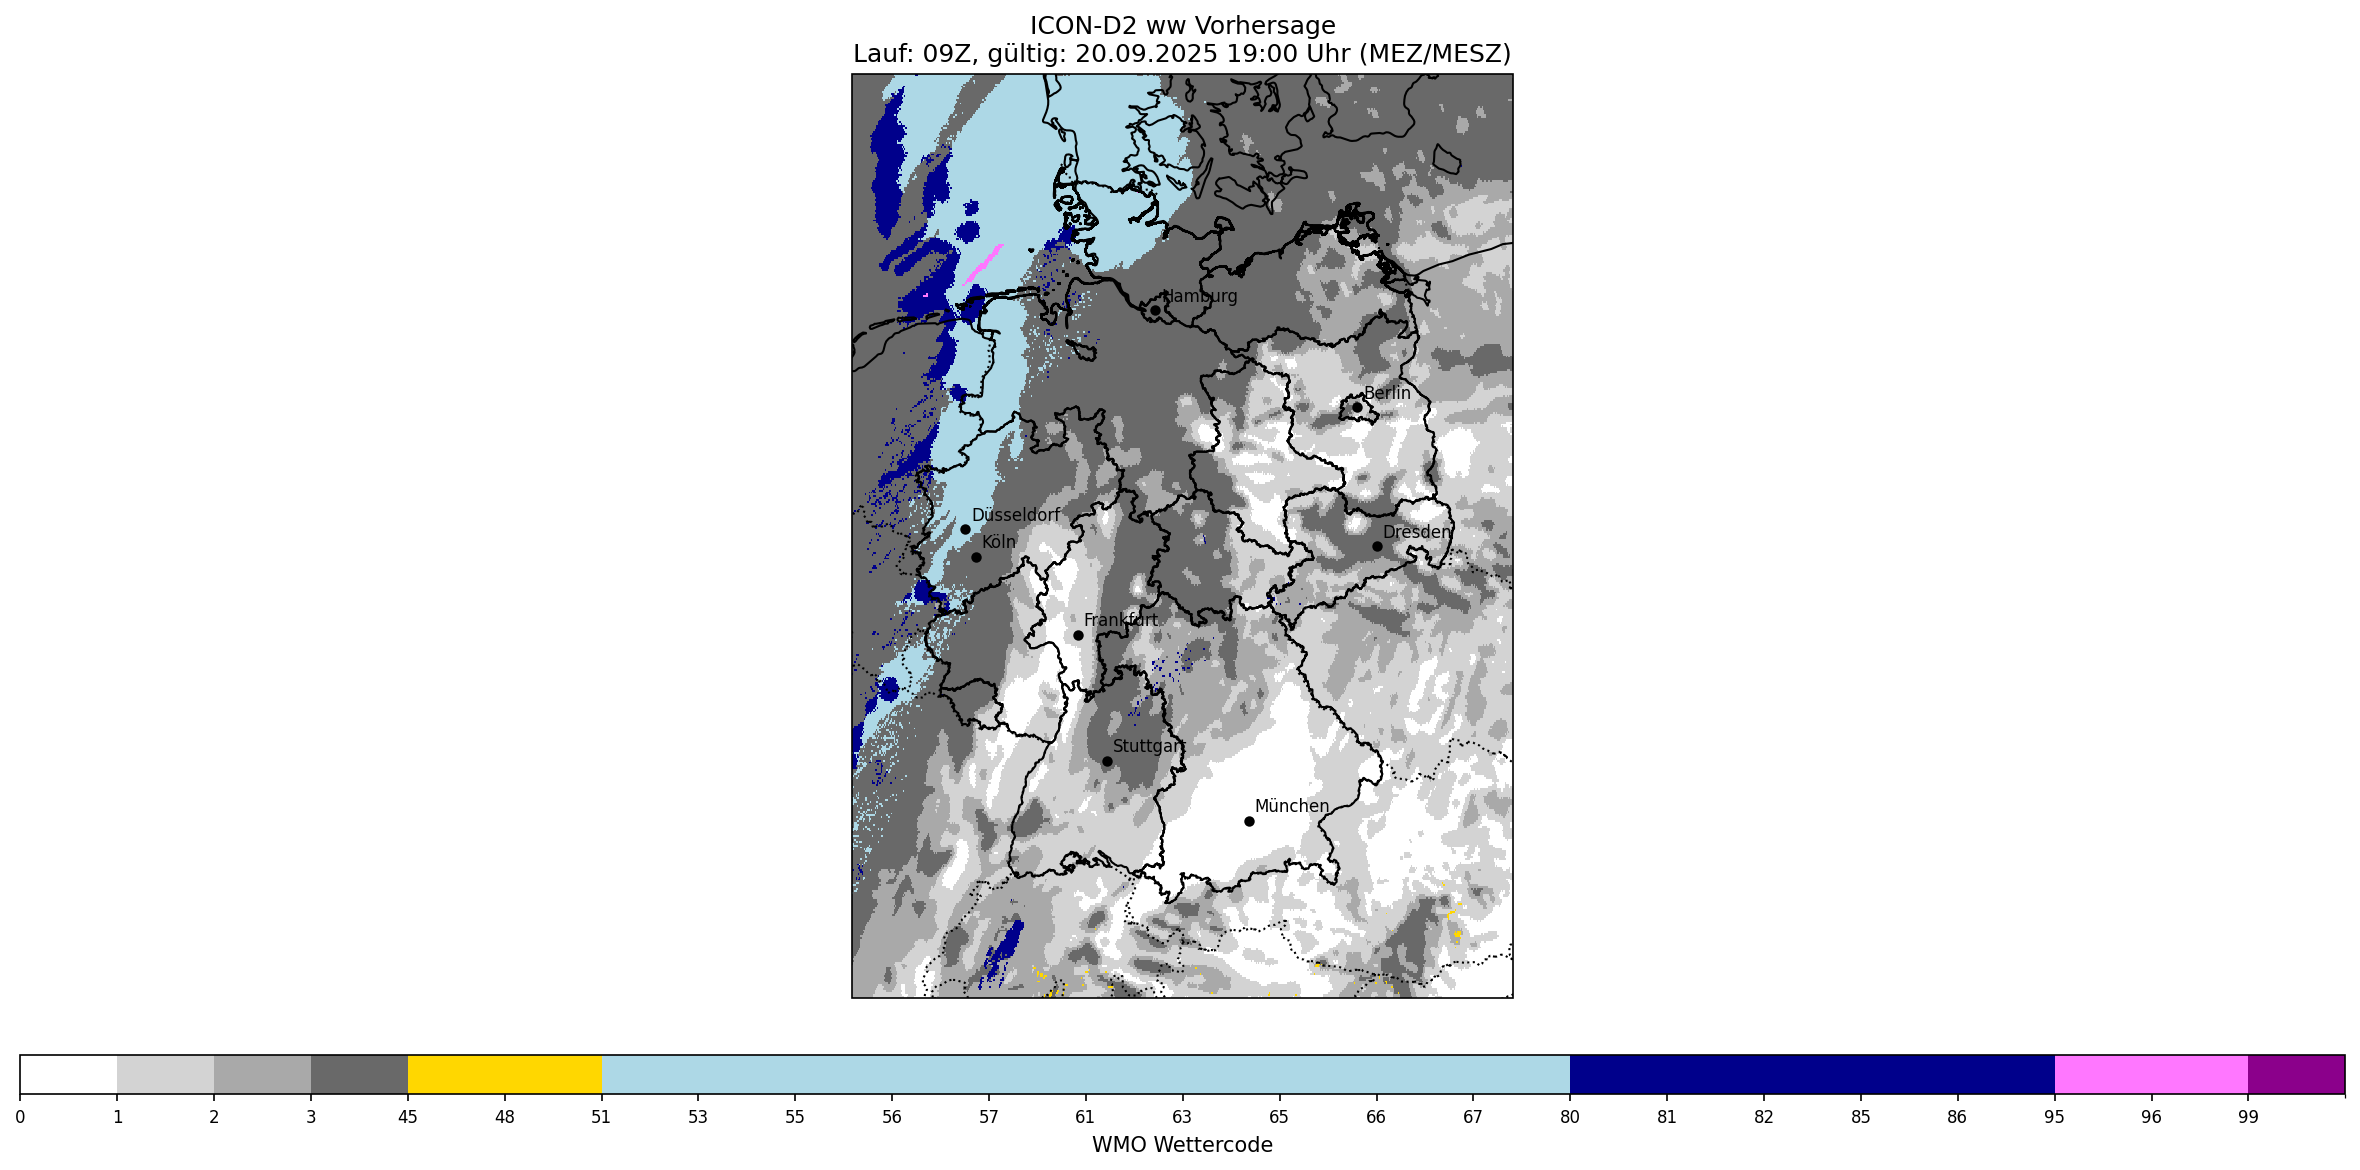 ICON-D2 ww Vorhersage
Lauf: 09Z, gültig: 20.09.2025 19:00 Uhr (MEZ/MESZ)
Hamburg
Berlin
Düsseldorf
Dresden
Köln
Frankfurt
Stuttgart
München
0 1 2 3 45 48 51 53 55 56 57 61 63 65 66 67 80 81 82 85 86 95 96 99
WMO Wettercode